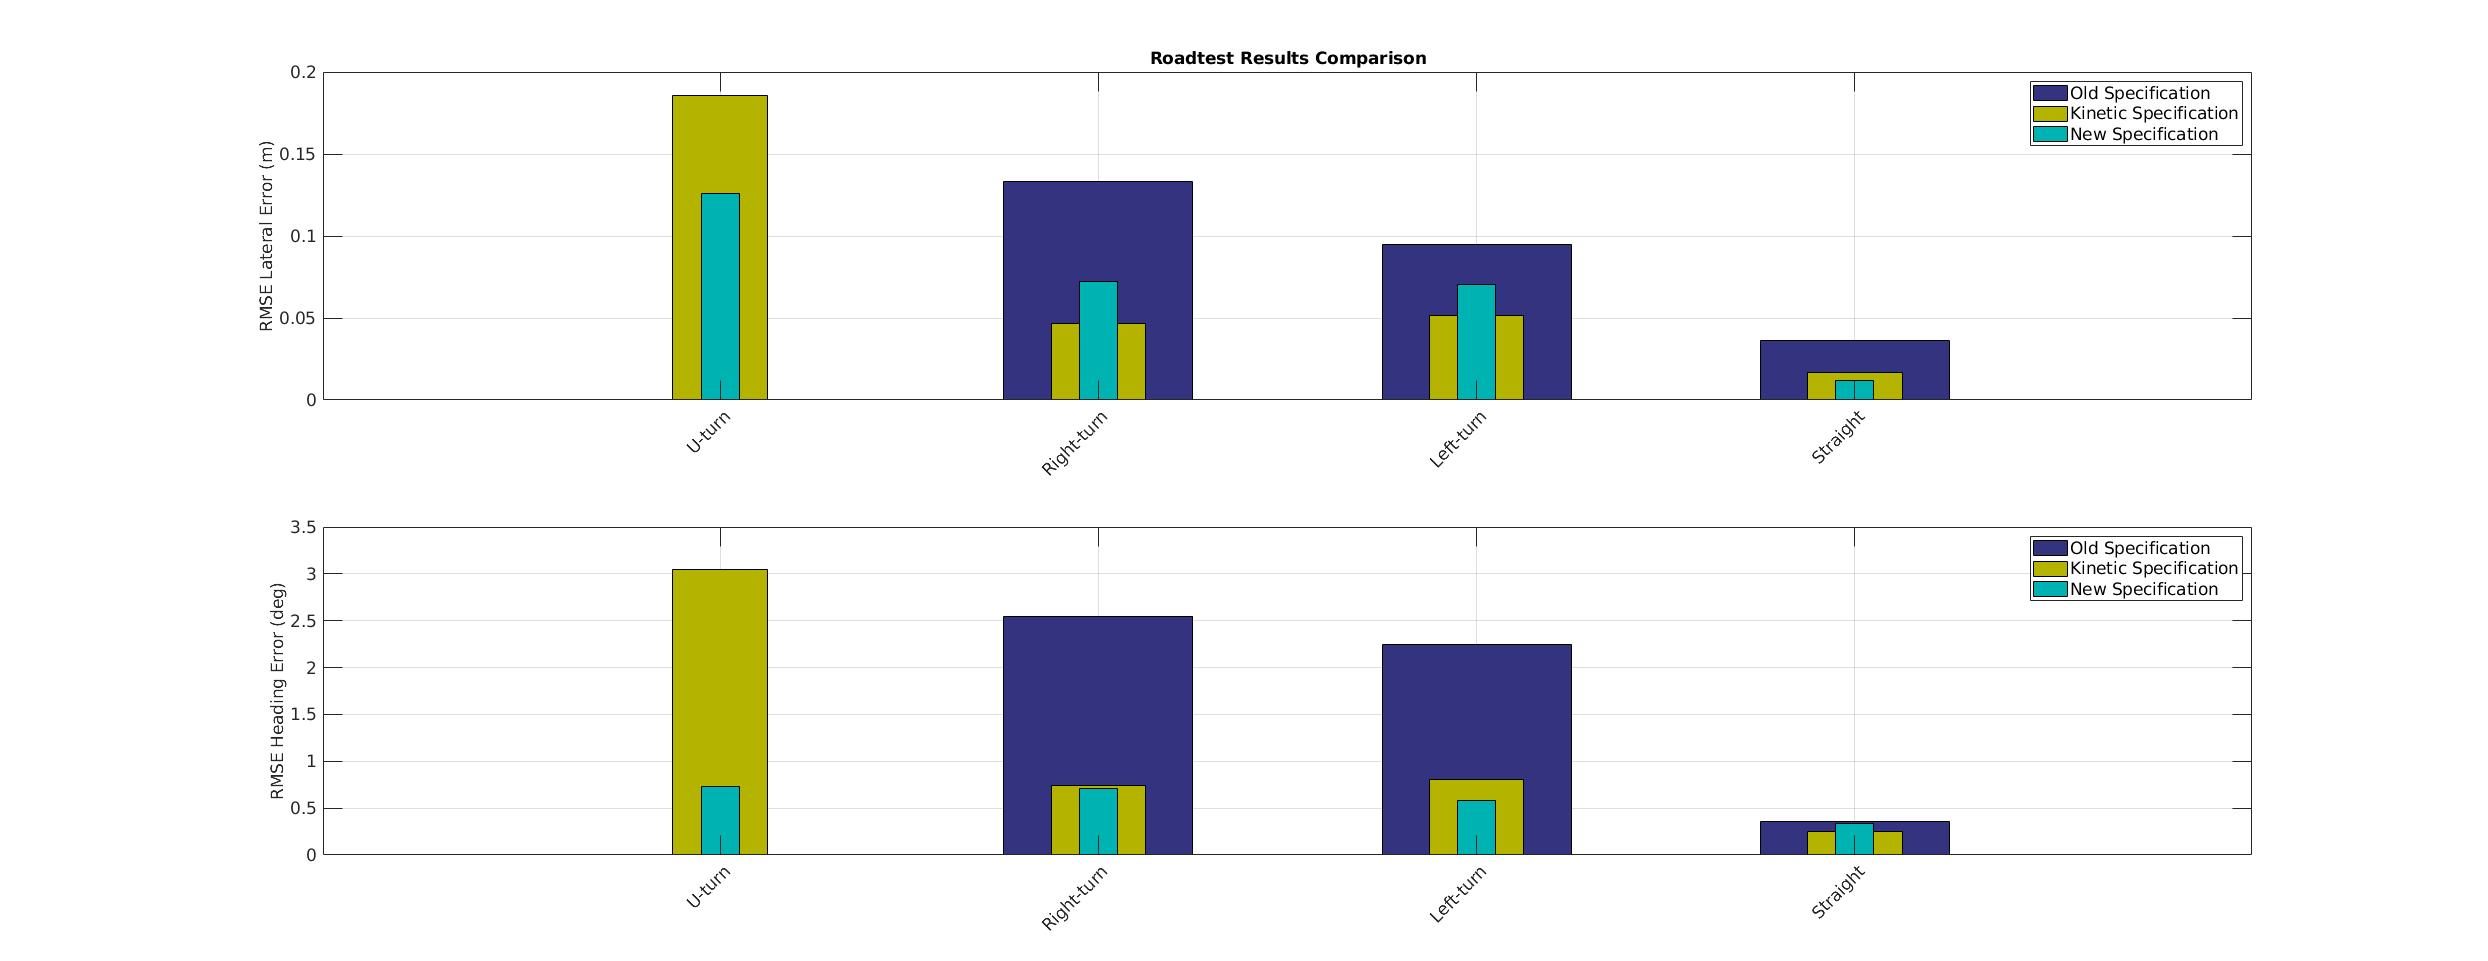 Roadtest Results Comparison
RMSE Lateral Error (m)
0.2
0.15
0.1
0.05
0
Old Specification
Kinetic Specification
New Specification
U-turn
Right-turn
Left-turn
Straight
RMSE Heading Error (deg)
3.5
3
2.5
2
1.5
1
0.5
0
Old Specification
Kinetic Specification
New Specification
U-turn
Right-turn
Left-turn
Straight